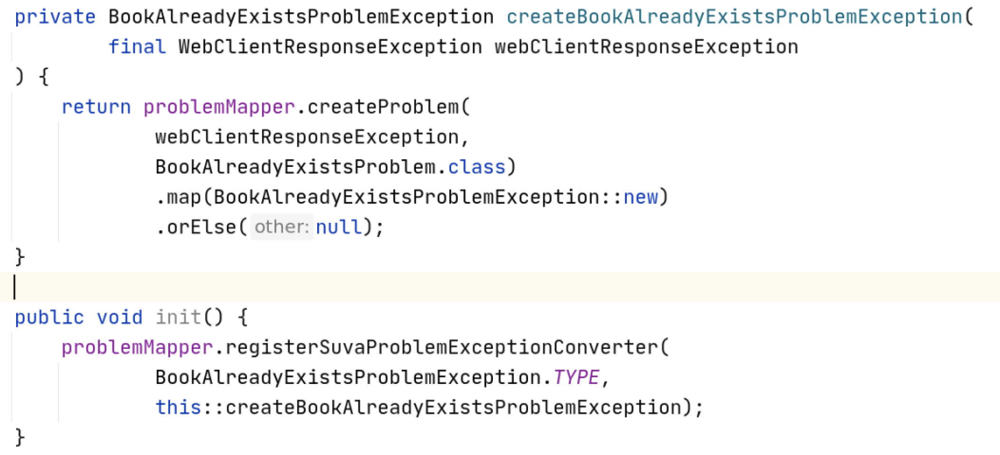 private BookAlreadyExistsProblemException createBookAlreadyExistsProblemException(
final WebClientResponseException webClientResponseException
) {
return problemMapper.createProblem(
webClientResponseException,
BookAlreadyExistsProblem.class)
.map(BookAlreadyExistsProblemException::new)
.orElse( other: null);
}
public void init() {
problemMapper.registerSuvaProblemExceptionConverter(
BookAlreadyExistsProblemException.TYPE,
this::createBookAlreadyExistsProblemException);
}